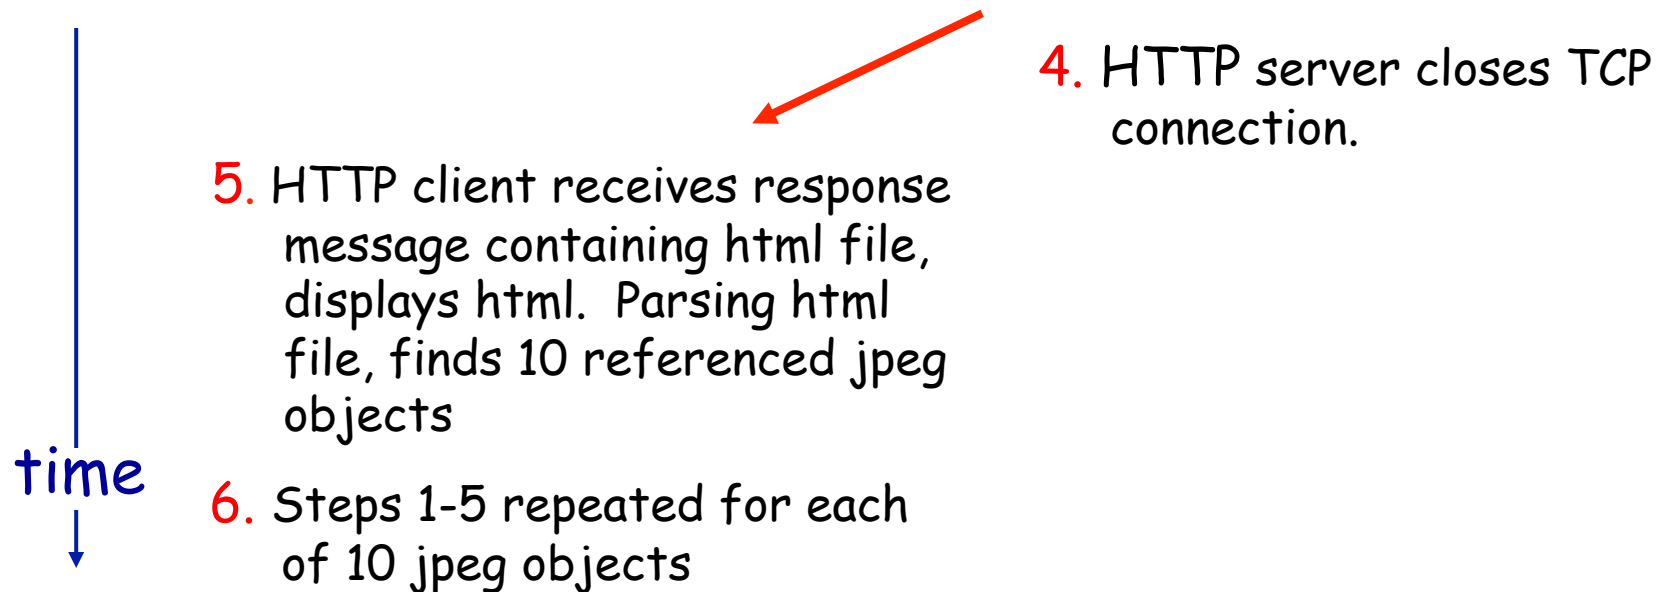 4. HTTP server closes TCP
connection.
5. HTTP client receives response
message containing html file,
displays html.  Parsing html
file, finds 10 referenced jpeg
objects
time
6. Steps 1-5 repeated for each
of 10 jpeg objects